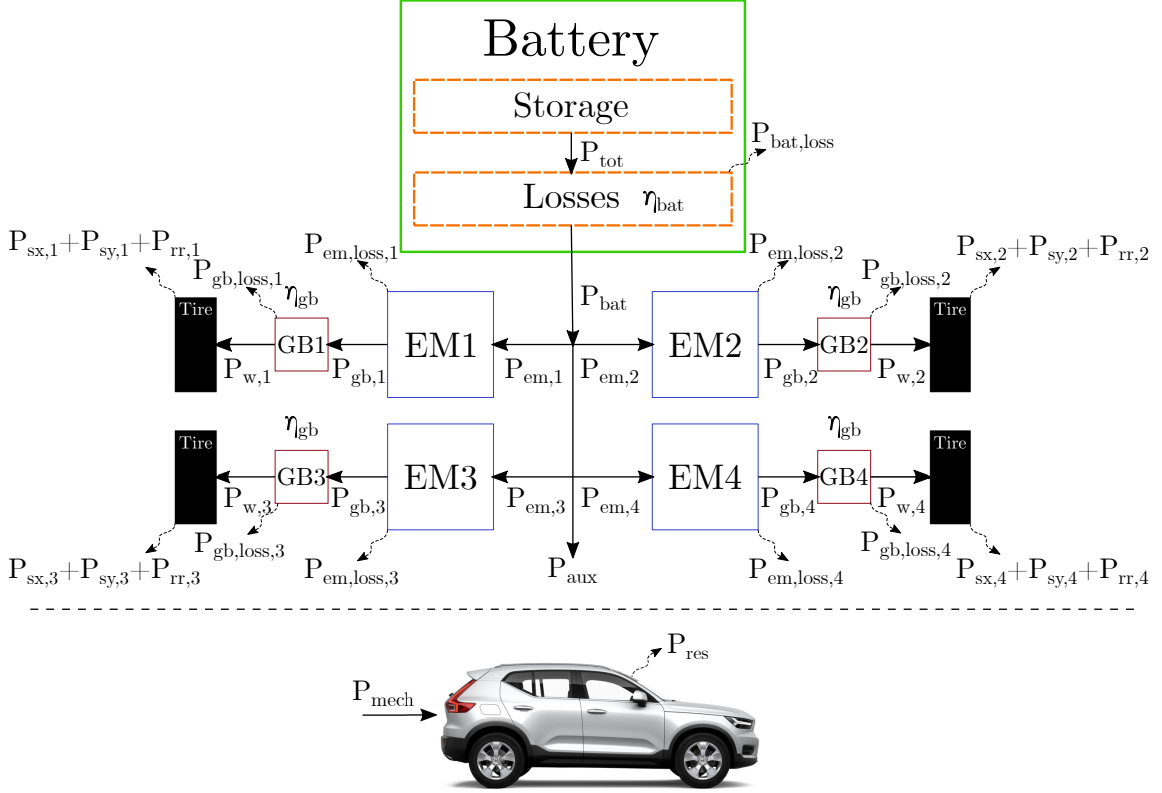 Battery
Storage
P_tot
P_bat,loss
Losses η_bat
P_sx,1+P_sy,1+P_rr,1
P_em,loss,1
P_em,loss,2
P_sx,2+P_sy,2+P_rr,2
P_gb,loss,1
P_gb,loss,2
η_gb
P_bat
η_gb
Tire
Tire
GB1
EM1
EM2
GB2
P_w,1
P_gb,1
P_em,1
P_em,2
P_gb,2
P_w,2
η_gb
η_gb
Tire
Tire
GB3
EM3
EM4
GB4
P_w,3
P_gb,3
P_em,3
P_em,4
P_gb,4
P_w,4
P_gb,loss,3
P_gb,loss,4
P_sx,3+P_sy,3+P_rr,3
P_em,loss,3
P_aux
P_em,loss,4
P_sx,4+P_sy,4+P_rr,4
P_res
P_mech